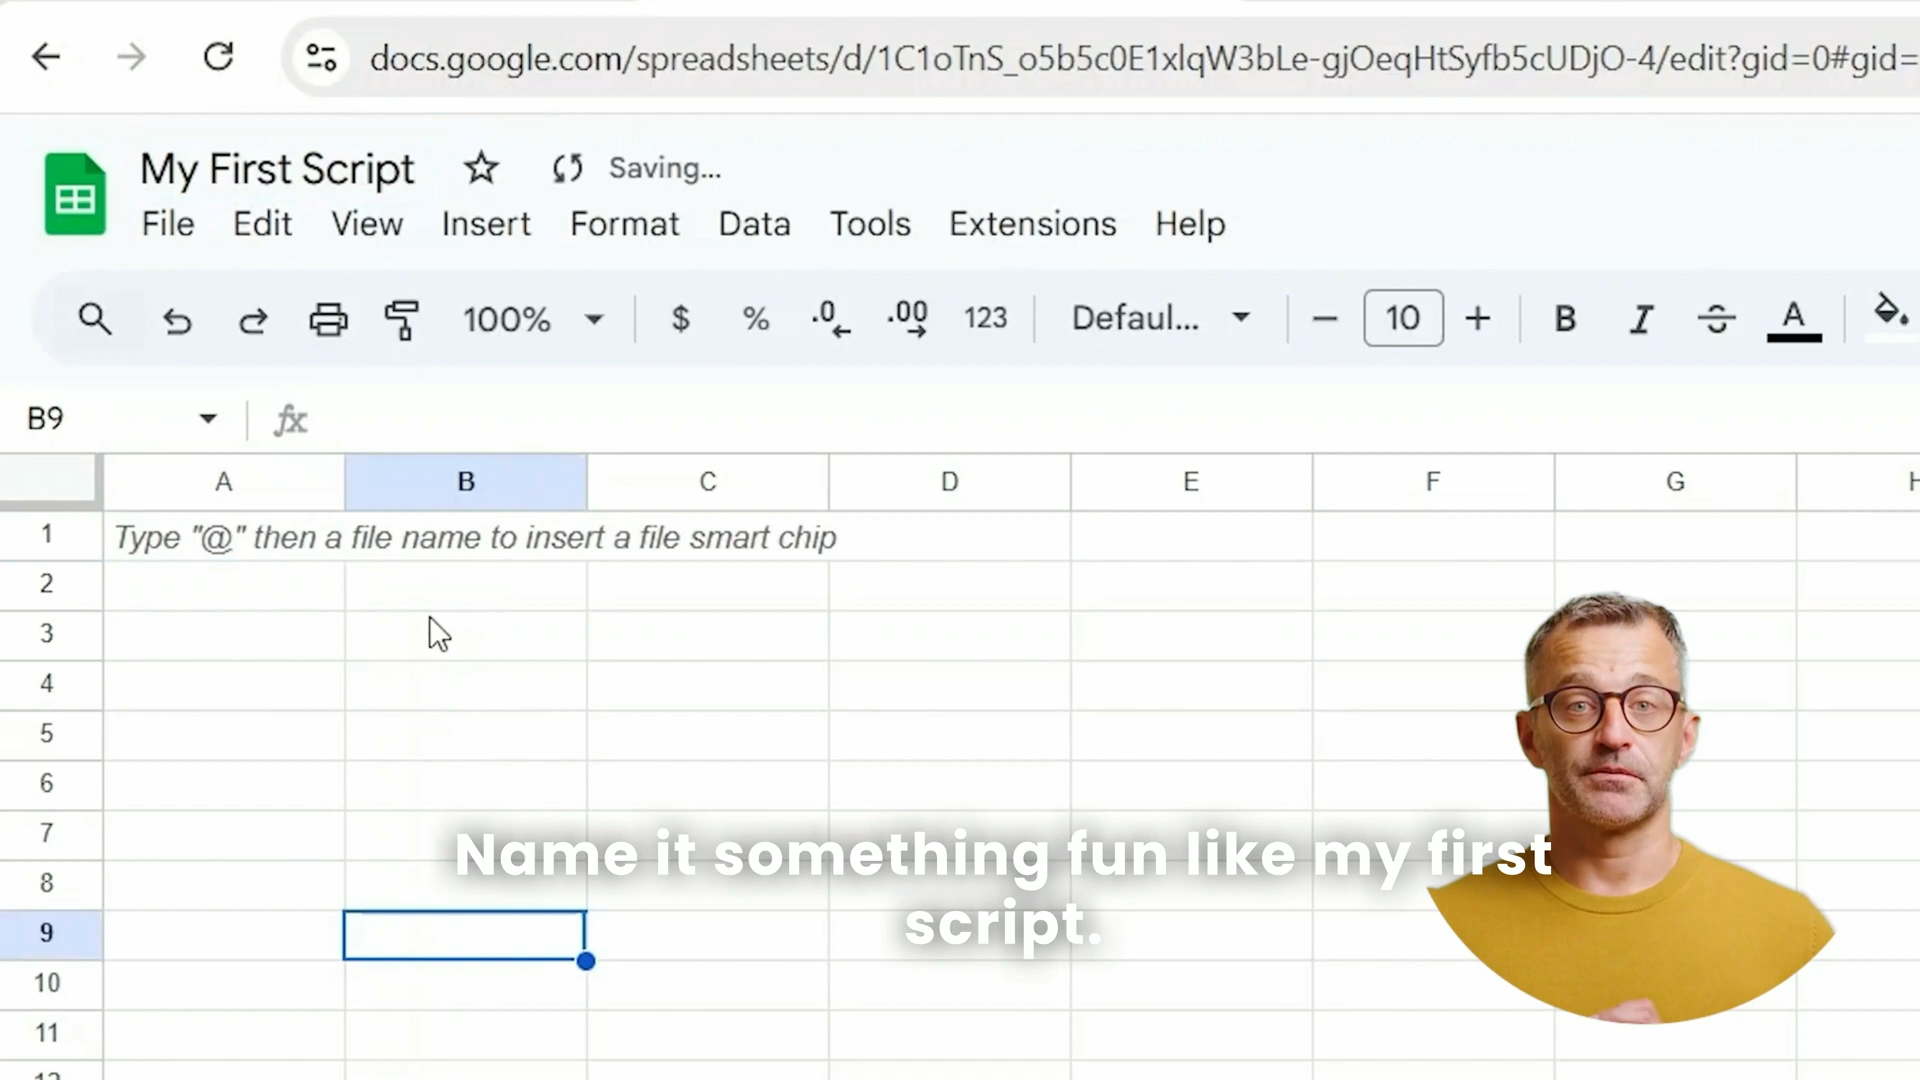 docs.google.com/spreadsheets/d/1C1oTnS_o5b5c0E1xlqW3bLe-gjOeqHtSyfb5cUDjO-4/edit?gid=0#gid=
My First Script Saving...
File Edit View Insert Format Data Tools Extensions Help
100% $ % .0 .00 123 Defaul... 10 B I S A
B9 fx
A B C D E F G H
1 Type "@" then a file name to insert a file smart chip
2
3
4
5
6
7
8
9
10
11
12
Name it something fun like my first
script.